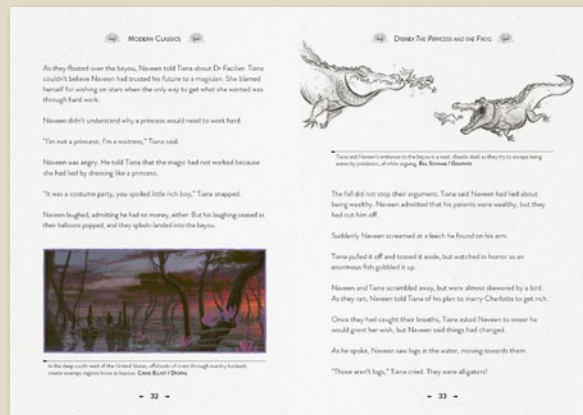 MODERN CLASSICS
As they floated over the bayou, Naveen told Tiana about Dr Facilier. Tiana
couldn't believe Naveen had trusted his future to a magician. She blamed
herself for wishing on stars when the only way to get what she wanted was
through hard work.
Naveen didn't understand why a princess would need to work hard.
"I'm not a princess; I'm a waitress," Tiana said.
Naveen was angry. He told Tiana that the magic had not worked because
she had lied by dressing like a princess.
"It was a costume party, you spoiled little rich boy," Tiana snapped.
Naveen laughed, admitting he had no money, either. But his laughing ceased as
their balloons popped, and they splash-landed into the bayou.
In the deep south-east of the United States, offshoots of rivers through marshy lowlands
create swampy regions know as bayous.
32
DISNEY THE PRINCESS AND THE FROG
Tiana and Naveen's entrance to the bayou is a mad, chaotic dash as they try to escape being
eaten by predators, all while arguing.
The fall did not stop their argument. Tiana said Naveen had lied about
being wealthy. Naveen admitted that his parents were wealthy, but they
had cut him off.
Suddenly Naveen screamed at a leech he found on his arm.
Tiana pulled it off and tossed it aside, but watched in horror as an
enormous fish gobbled it up.
Naveen and Tiana scrambled away, but were almost skewered by a bird.
As they ran, Naveen told Tiana of his plan to marry Charlotte to get rich.
Once they had caught their breaths, Tiana asked Naveen to swear he
would grant her wish, but Naveen said things had changed.
As he spoke, Naveen saw logs in the water, moving towards them.
"Those aren't logs," Tiana cried. They were alligators!
33